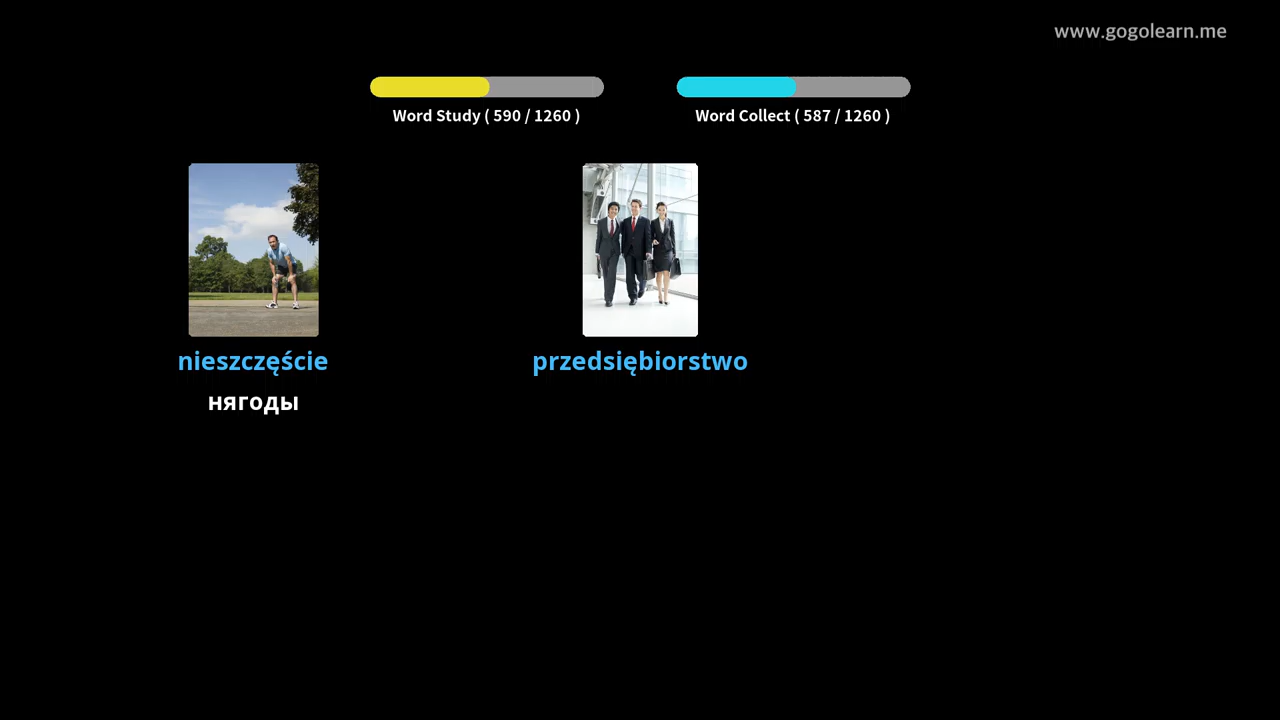 www.gogolearn.me
Word Study ( 590 / 1260 )
Word Collect ( 587 / 1260 )
nieszczęście
przedsiębiorstwo
нягоды